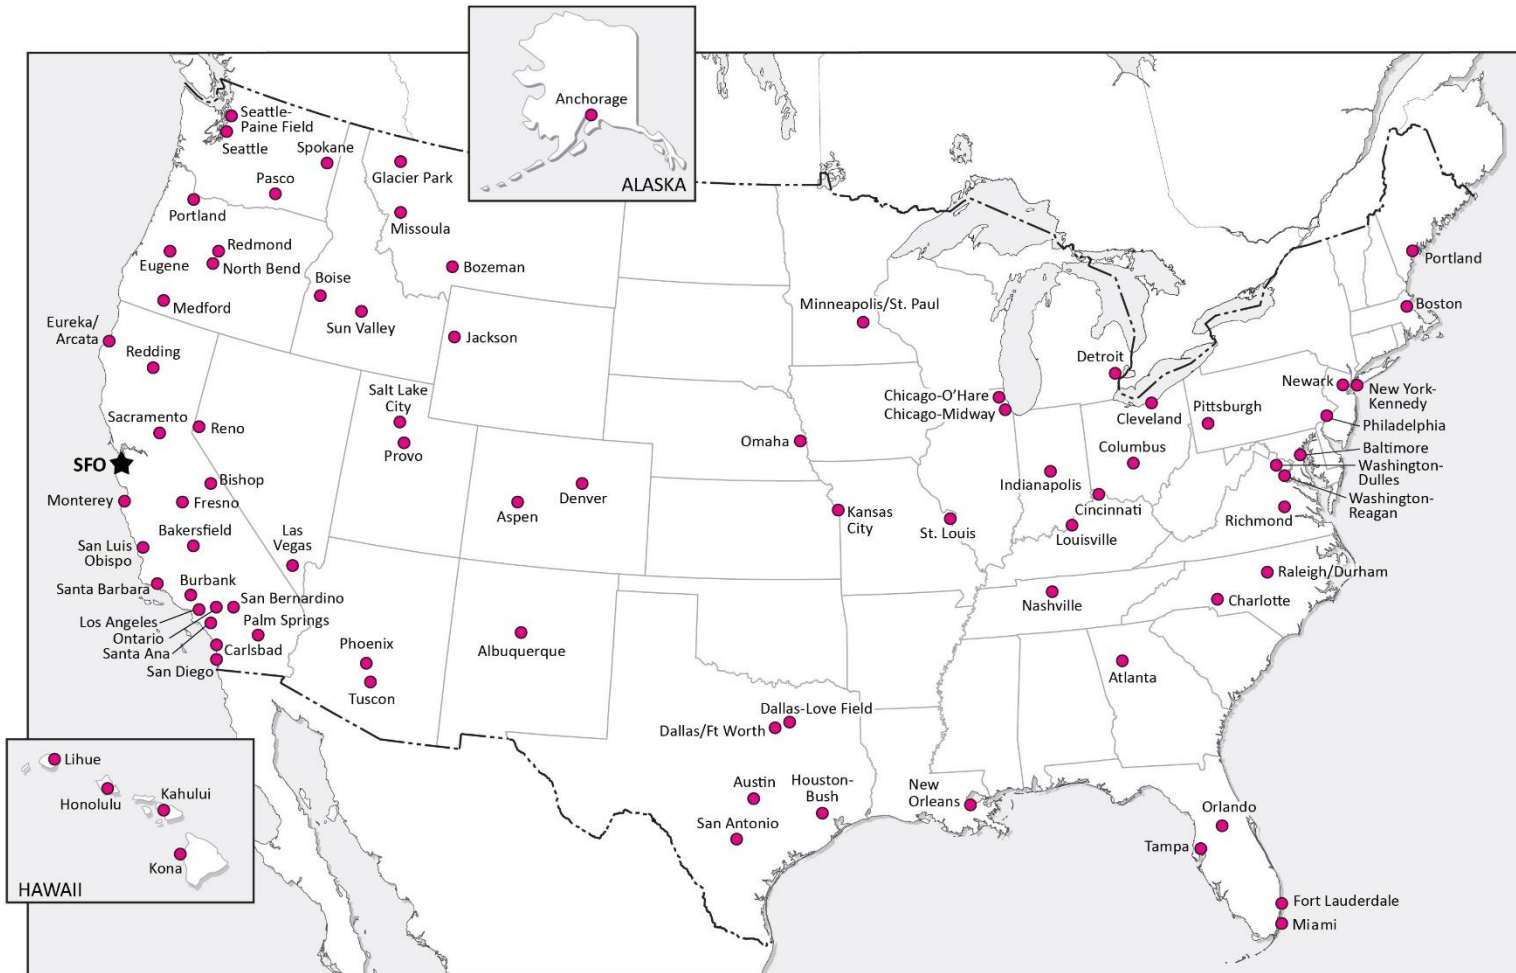 Anchorage
ALASKA
Seattle-
Paine Field
Seattle
Spokane
Glacier Park
Pasco
Portland
Missoula
Redmond
Eugene
North Bend
Bozeman
Boise
Medford
Sun Valley
Eureka/
Arcata
Jackson
Redding
Salt Lake
City
Sacramento
Reno
Provo
SFO
Bishop
Monterey
Fresno
Denver
Aspen
Bakersfield
Las
Vegas
San Luis
Obispo
Santa Barbara
Burbank
San Bernardino
Los Angeles
Palm Springs
Ontario
Santa Ana
Carlsbad
San Diego
Phoenix
Tuscon
Albuquerque
Minneapolis/St. Paul
Detroit
Chicago-O'Hare
Chicago-Midway
Omaha
Cleveland
Pittsburgh
Columbus
Indianapolis
Cincinnati
Kansas
City
St. Louis
Louisville
Portland
Boston
Newark
New York-
Kennedy
Philadelphia
Baltimore
Washington-
Dulles
Washington-
Reagan
Richmond
Raleigh/Durham
Nashville
Charlotte
Atlanta
Dallas-Love Field
Dallas/Ft Worth
Austin
Houston-
Bush
San Antonio
New
Orleans
Orlando
Tampa
Fort Lauderdale
Miami
Lihue
Honolulu
Kahului
Kona
HAWAII